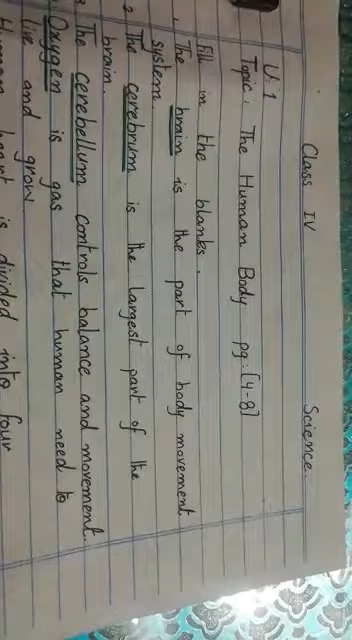 Class IV Science.
U: 1
Topic: The Human Body pg: [4-8]
Fill in the blanks.
1. The brain is the part of body movement
system.
2 The cerebrum is the largest part of the
brain.
3 The cerebellum controls balance and movement.
Oxygen is gas that human need to
live and grow.
Human heart is divided into four